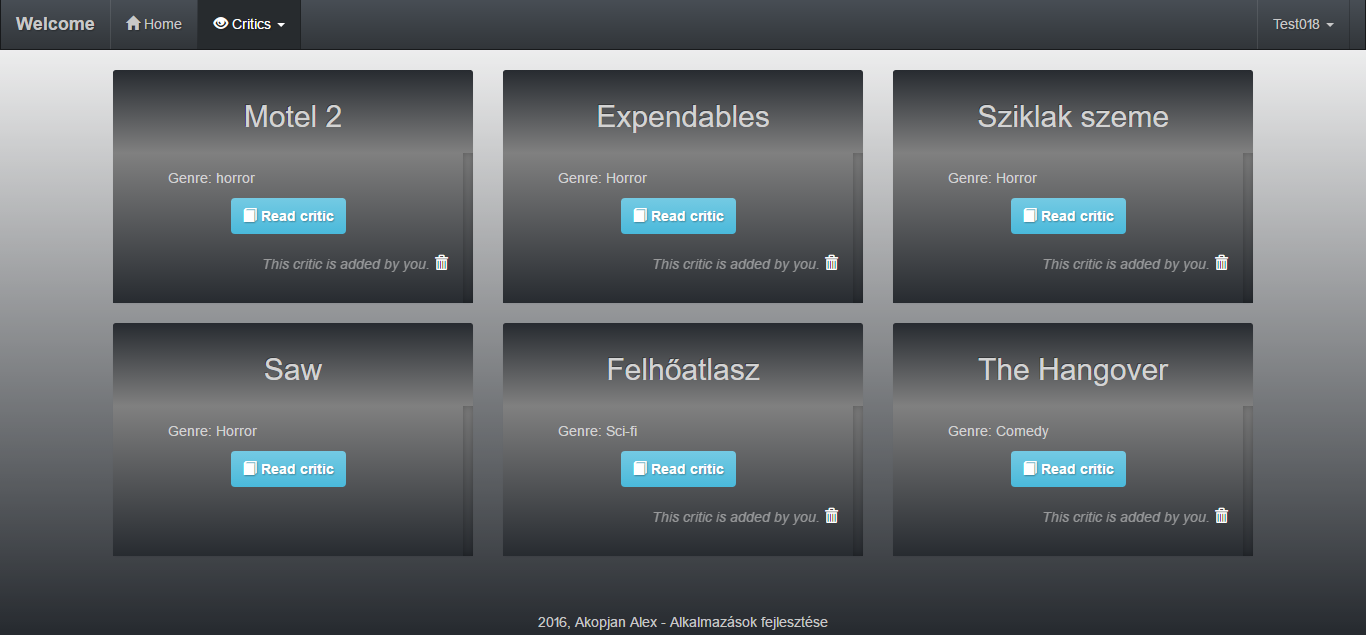 Welcome Home Critics Test018
Motel 2 Expendables Sziklak szeme
Genre: horror Genre: Horror Genre: Horror
Read critic Read critic Read critic
This critic is added by you. This critic is added by you. This critic is added by you.
Saw Felhőatlasz The Hangover
Genre: Horror Genre: Sci-fi Genre: Comedy
Read critic Read critic Read critic
This critic is added by you. This critic is added by you.
2016, Akopjan Alex - Alkalmazások fejlesztése